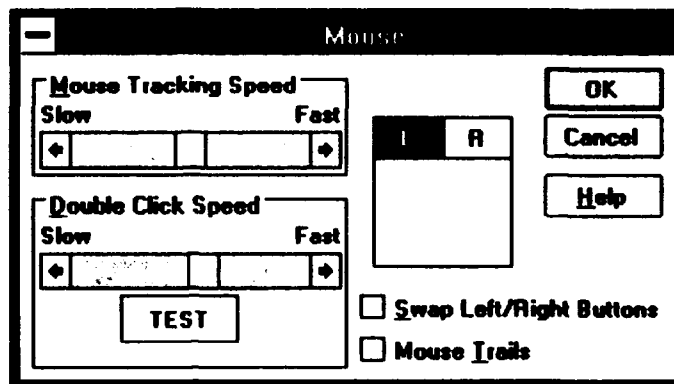 Mouse
Mouse Tracking Speed
Slow Fast
OK
Cancel
Help
L R
Double Click Speed
Slow Fast
TEST
Swap Left/Right Buttons
Mouse Trails